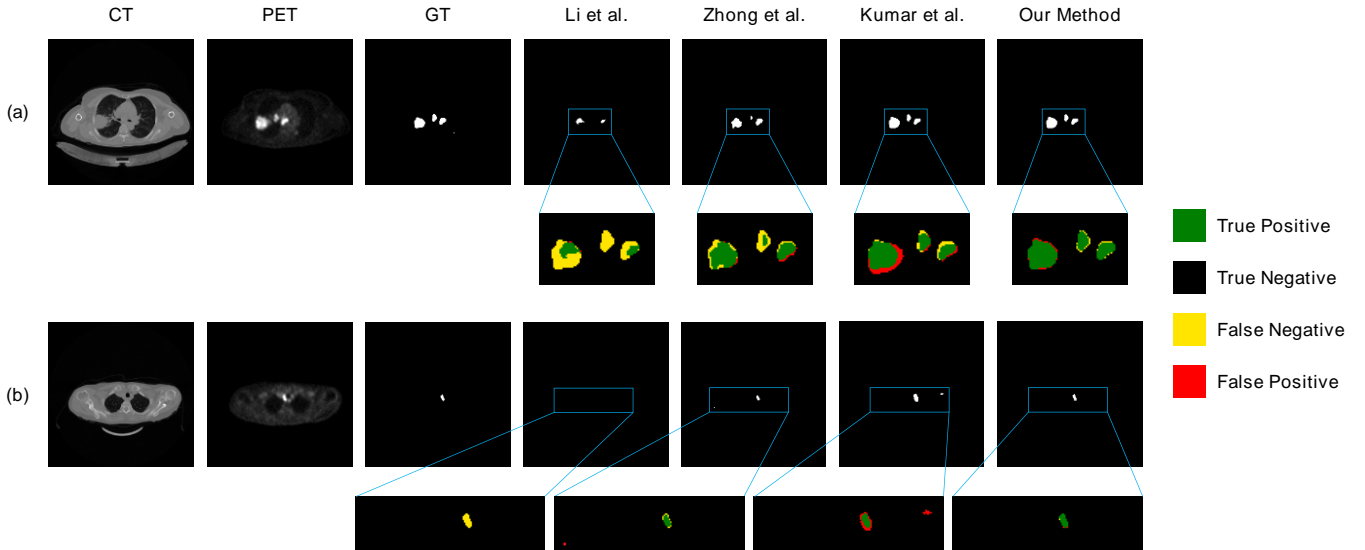 CT PET GT Li et al. Zhong et al. Kumar et al. Our Method
(a)
True Positive
True Negative
False Negative
False Positive
(b)